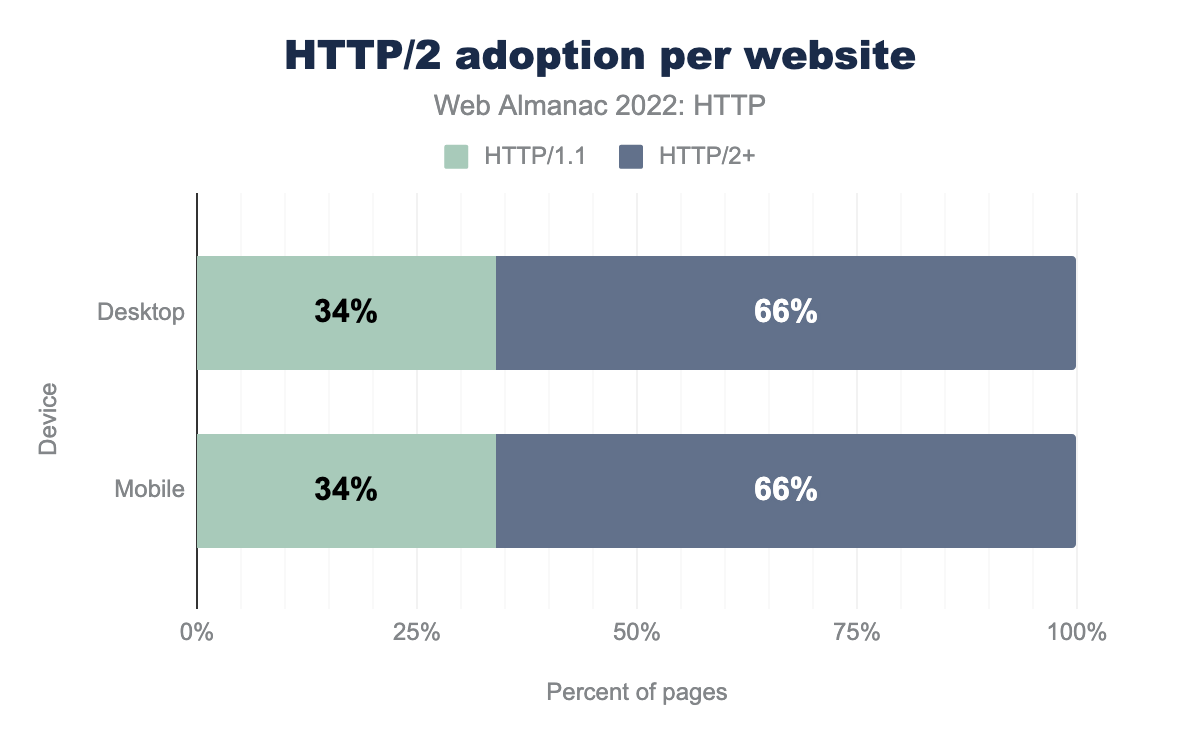 HTTP/2 adoption per website
Web Almanac 2022: HTTP
HTTP/1.1 HTTP/2+
Desktop 34% 66%
Device
Mobile 34% 66%
0% 25% 50% 75% 100%
Percent of pages